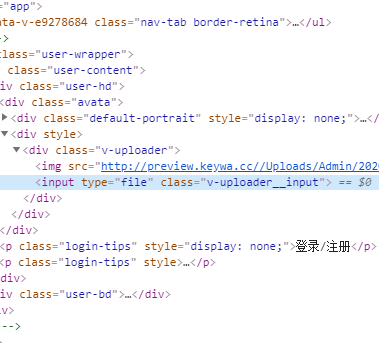 ="app">
ata-v-e9278684 class="nav-tab border-retina">…</ul>
->
lass="user-wrapper">
class="user-content">
iv class="user-hd">
<div class="avata">
<div class="default-portrait" style="display: none;">…</
<div style>
<div class="v-uploader">
<img src="http://preview.keywa.cc//Uploads/Admin/202
<input type="file" class="v-uploader__input"> == $0
</div>
</div>
</div>
<p class="login-tips" style="display: none;">登录/注册</p>
<p class="login-tips" style>…</p>
div>
iv class="user-bd">…</div>
v>
-->